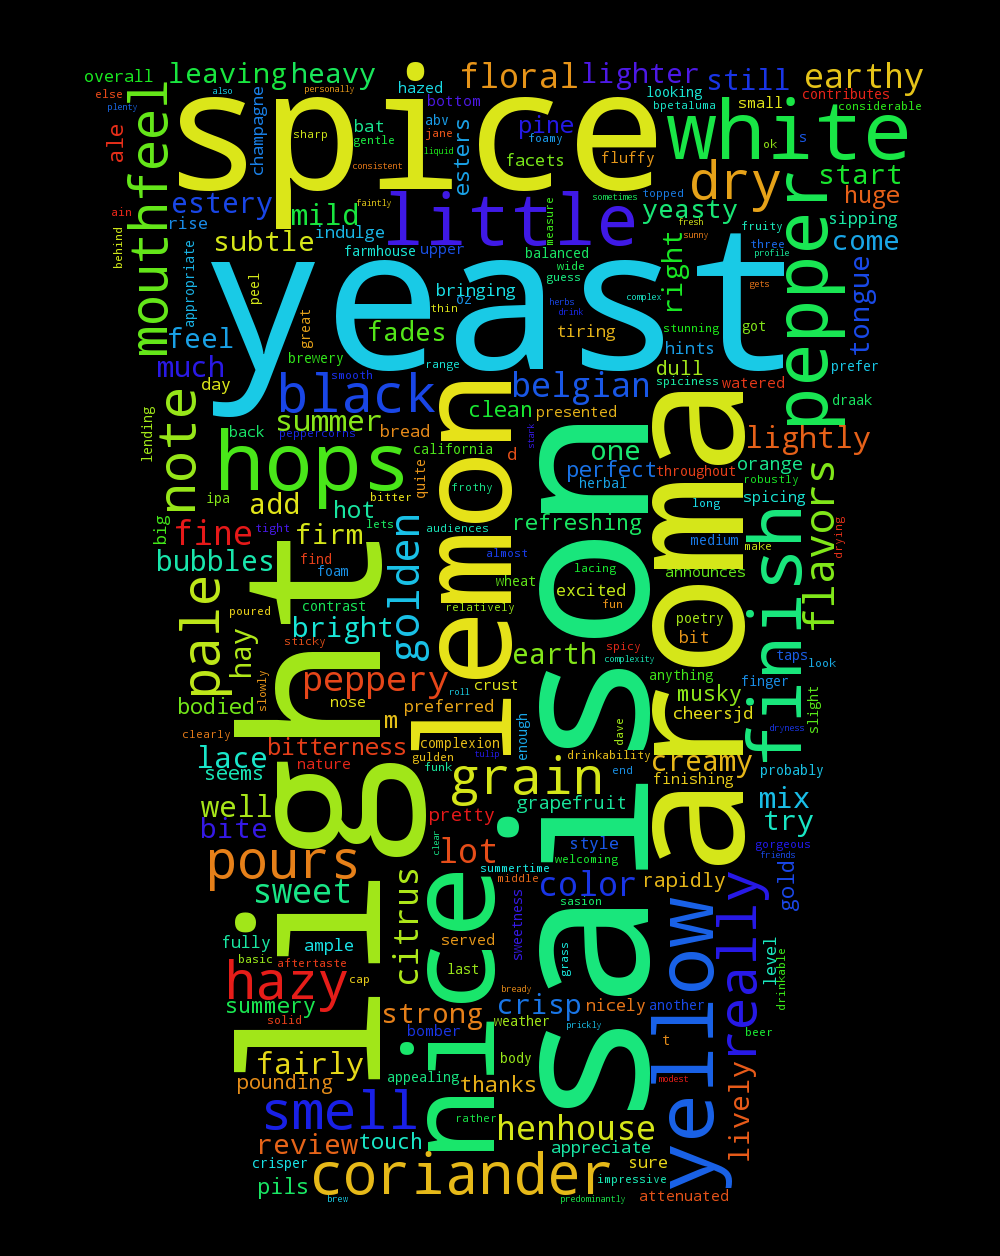 overall
leaving
heavy
spice
floral
lighter
still
earthy
else
also
personally
hazed
bottom
looking
bpetaluma
small
contributes
considerable
plenty
ale
mouthfeel
champagne
sharp
bat
gentle
consistent
abv
jane
liquid
esters
pine
foamy
facets
fluffy
white
ok
s
pepper
dry
start
huge
estery
rise
ain
mild
faintly
indulge
little
measure
sometimes
topped
yeasty
fresh
sunny
fruity
sipping
come
behind
appropriate
subtle
farmhouse
upper
balanced
wide
guess
right
three
profile
gets
tongue
yeast
peel
bringing
oz
thin
herbs
drink
complex
feel
great
fades
tiring
stunning
got
hints
prefer
much
day
brewery
smooth
range
dull
spiciness
watered
draak
black
belgian
lemon
aroma
note
lending
summer
back
peppercorns
bread
california
clean
presented
stark
saison
one
lightly
hops
d
perfect
throughout
orange
robustly
ipa
add
hot
bitter
quite
frothy
herbal
long
spicing
flavors
drying
big
fine
tight
firm
lets
golden
audiences
refreshing
medium
make
finish
bubbles
find
foam
light
almost
wheat
lacing
excited
fun
announces
pale
poured
contrast
relatively
bright
sticky
hay
earth
spicy
complexity
poetry
bit
taps
look
slowly
peppery
nose
roll
crust
anything
finger
musky
cheersjd
slight
bodied
m
preferred
clearly
bitterness
complexion
gulden
tulip
enough
dave
drinkability
dryness
lace
seems
nature
funk
end
creamy
finishing
probably
grain
grapefruit
well
bite
pretty
mix
try
clear
lot
style
welcoming
gorgeous
friends
pours
summertime
middle
sweet
nice
color
sasion
rapidly
gold
citrus
sweetness
yellow
really
fully
basic
ample
aftertaste
cap
served
last
grass
level
drinkable
hazy
bready
summery
solid
strong
bomber
crisp
weather
prickly
nicely
another
beer
t
fairly
pounding
appealing
body
thanks
modest
lively
smell
rather
henhouse
review
touch
appreciate
crisper
coriander
sure
impressive
pils
brew
predominantly
attenuated